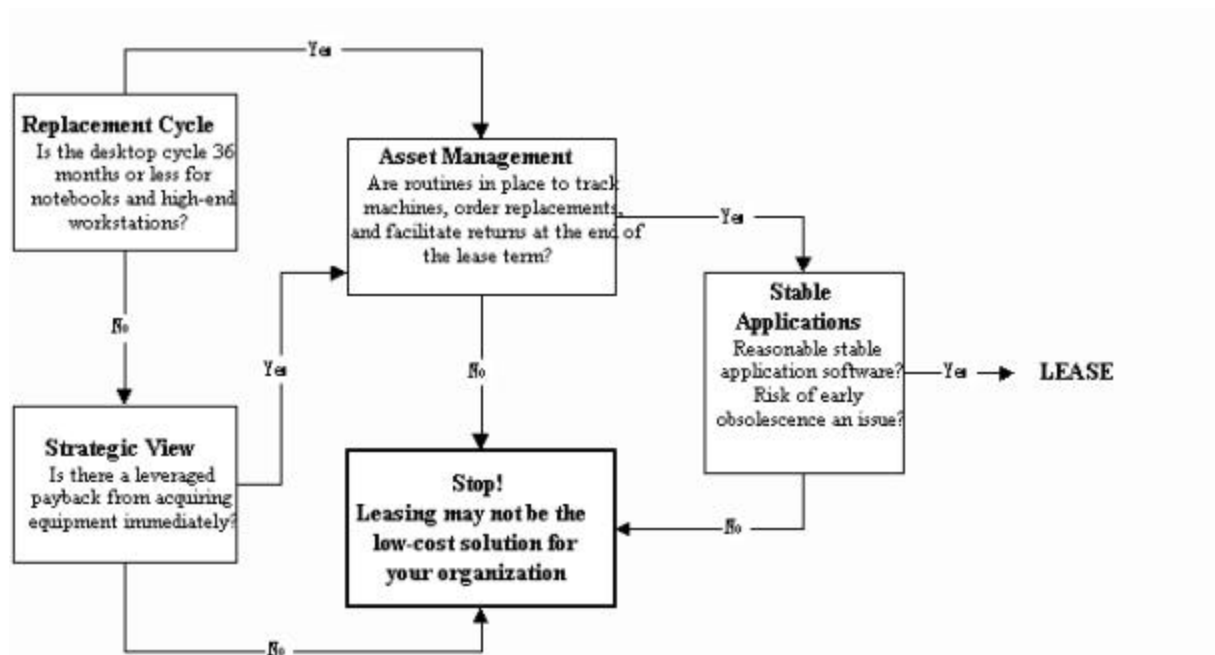 Yes
Replacement Cycle
Is the desktop cycle 36
months or less for
notebooks and high-end
workstations?
Asset Management
Are routines in place to track
machines, order replacements,
and facilitate returns at the end of
the lease term?
Yes
No
Yes
No
Stable
Applications
Reasonable stable
application software?
Risk of early
obsolescence an issue?
Yes
LEASE
Strategic View
Is there a leveraged
payback from acquiring
equipment immediately?
Stop!
Leasing may not be the
low-cost solution for
your organization
No
No